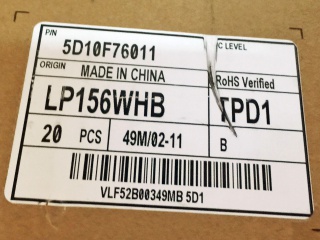 P/N
5D10F76011
C LEVEL
ORIGIN
MADE IN CHINA
RoHS Verified
LP156WHB
TPD1
20 PCS
49M/02-11
B
VLF52B00349MB 5D1